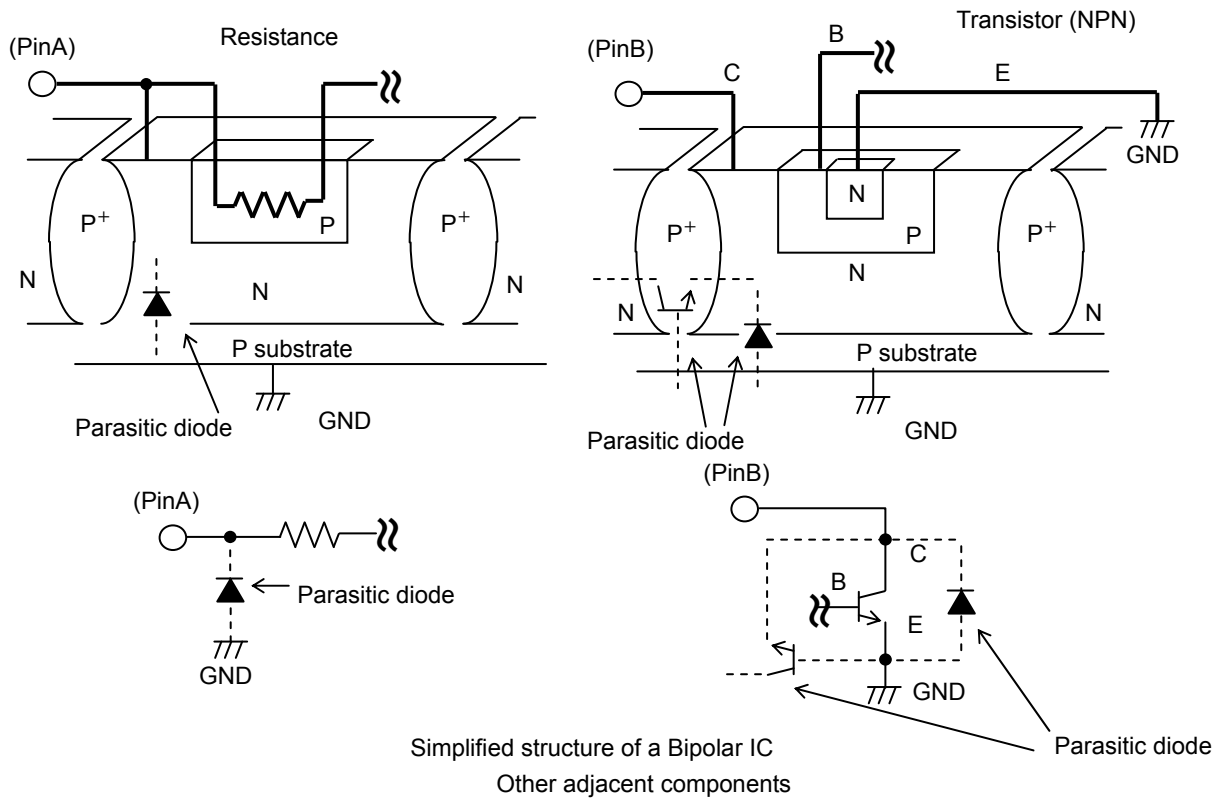 Resistance
(PinA)
P+
P
P+
N
N
N
P substrate
GND
Parasitic diode
Transistor (NPN)
(PinB)
B
C
E
GND
N
P+
P
P+
N
N
N
P substrate
GND
Parasitic diode
(PinA)
Parasitic diode
GND
(PinB)
C
B
E
GND
Parasitic diode
Simplified structure of a Bipolar IC
Other adjacent components